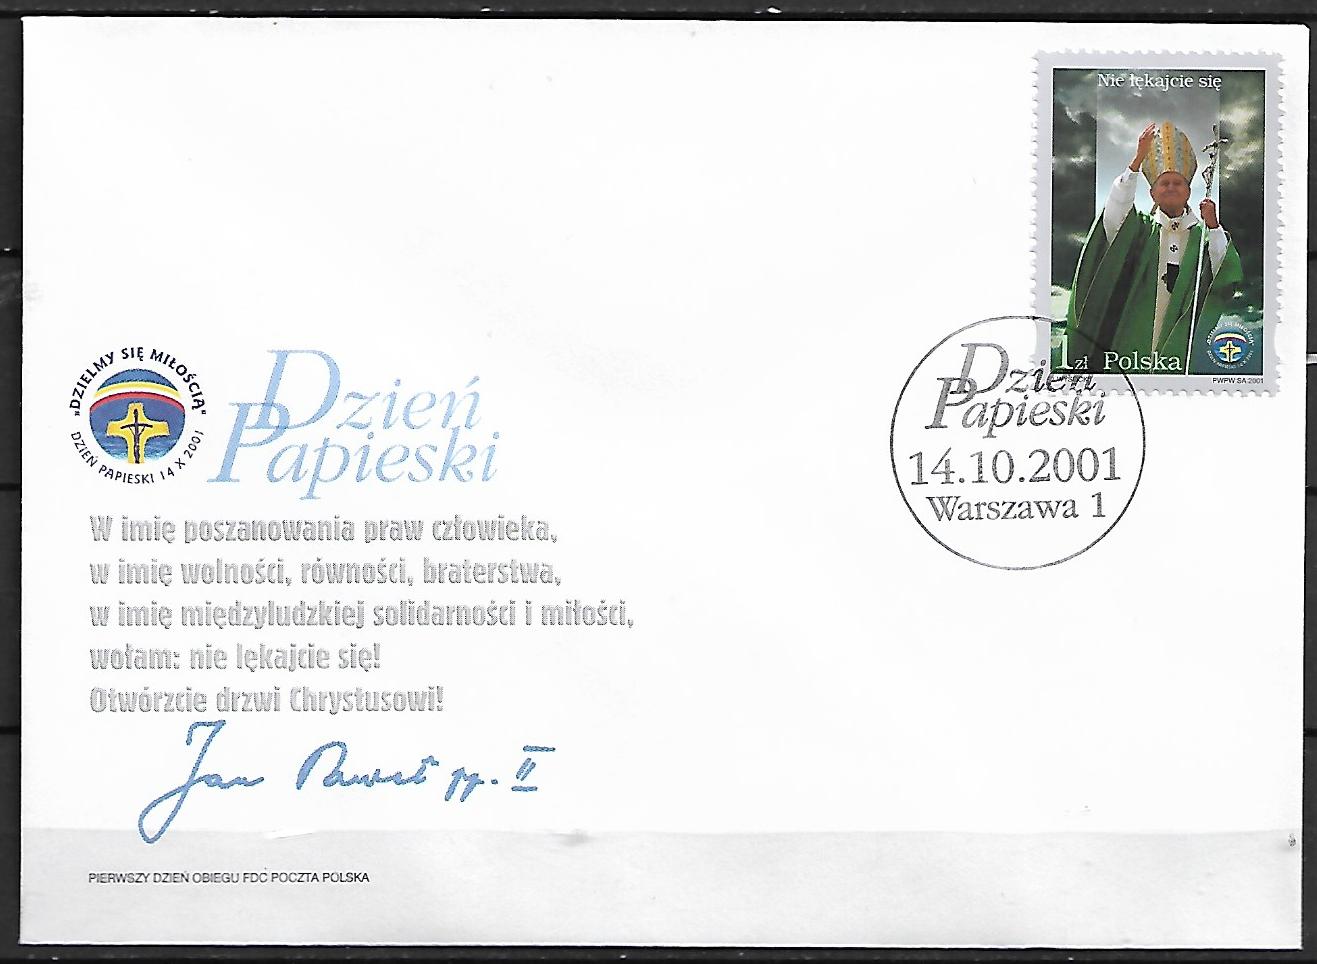 Nie lękajcie się
1 zł Polska
PWPW SA 2001
Dzień
Papieski
14.10.2001
Warszawa 1
„DZIELMY SIĘ MIŁOŚCIĄ"
DZIEŃ PAPIESKI 14 X 2001
Dzień
Papieski
W imię poszanowania praw człowieka,
w imię wolności, równości, braterstwa,
w imię międzyludzkiej solidarności i miłości,
wołam: nie lękajcie się!
Otwórzcie drzwi Chrystusowi!
Jan Paweł pp. II
PIERWSZY DZIEŃ OBIEGU FDC POCZTA POLSKA